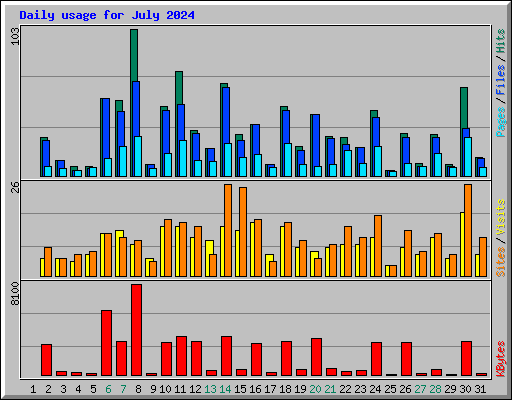 Daily usage for July 2024
103
26
8100
Pages / Files / Hits
Sites / Visits
KBytes
1 2 3 4 5 6 7 8 9 10 11 12 13 14 15 16 17 18 19 20 21 22 23 24 25 26 27 28 29 30 31